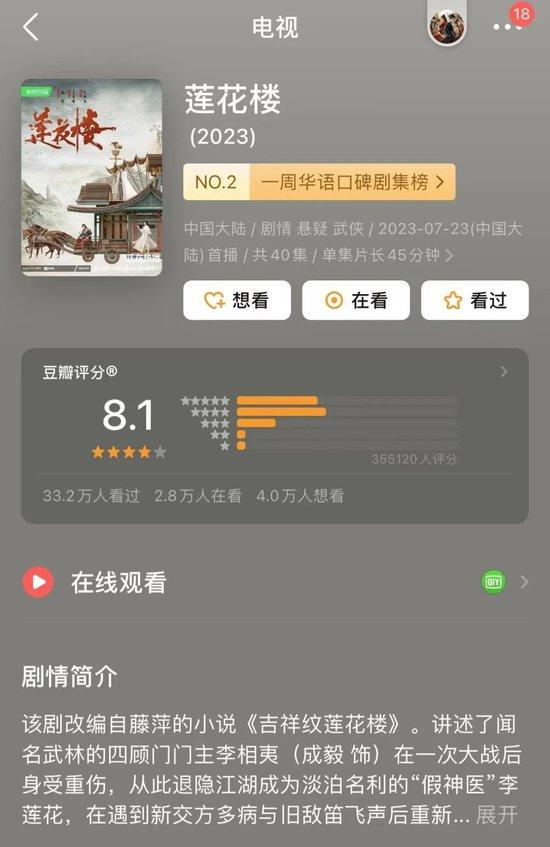 电视
18
莲花楼
莲花楼
(2023)
NO.2 一周华语口碑剧集榜
中国大陆 / 剧情 悬疑 武侠 / 2023-07-23(中国大
陆)首播 / 共40集 / 单集片长45分钟
想看 在看 看过
豆瓣评分®
8.1
355120人评分
33.2万人看过 2.8万人在看 4.0万人想看
在线观看
iQIYI
剧情简介
该剧改编自藤萍的小说《吉祥纹莲花楼》。讲述了闻
名武林的四顾门门主李相夷（成毅 饰）在一次大战后
身受重伤，从此退隐江湖成为淡泊名利的“假神医”李
莲花，在遇到新交方多病与旧敌笛飞声后重新... 展开